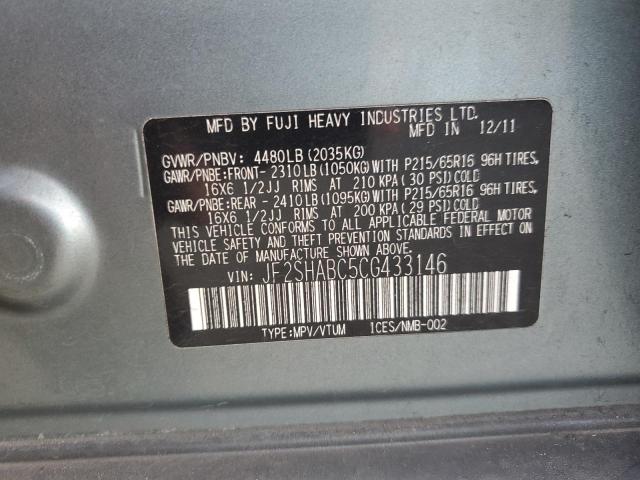 MFD BY FUJI HEAVY INDUSTRIES LTD.
MFD IN 12/11
GVWR/PNBV: 4480LB (2035KG)
GAWR/PNBE:FRONT- 2310LB(1050KG)WITH P215/65R16 96H TIRES,
16X6 1/2JJ RIMS AT 210 KPA (30 PSI)COLD
GAWR/PNBE:REAR - 2410LB(1095KG)WITH P215/65R16 96H TIRES,
16X6 1/2JJ RIMS AT 200 KPA (29 PSI)COLD
THIS VEHICLE CONFORMS TO ALL APPLICABLE FEDERAL MOTOR
VEHICLE SAFETY AND THEFT PREVENTION STANDARDS IN EFFECT ON
THE DATE OF MANUFACTURE SHOWN ABOVE.
VIN: JF2SHABC5CG433146
TYPE:MPV/VTUM 1CES/NMB-002